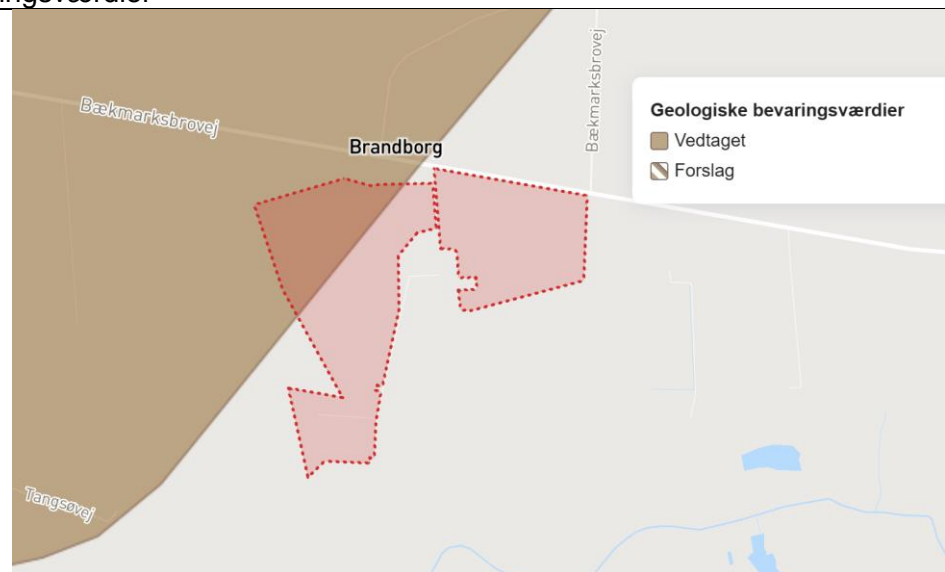 Bækmarksbrovej
Brandborg
Bækmarksbrovej
Geologiske bevaringsværdier
Vedtaget
Forslag
Tangsøvej